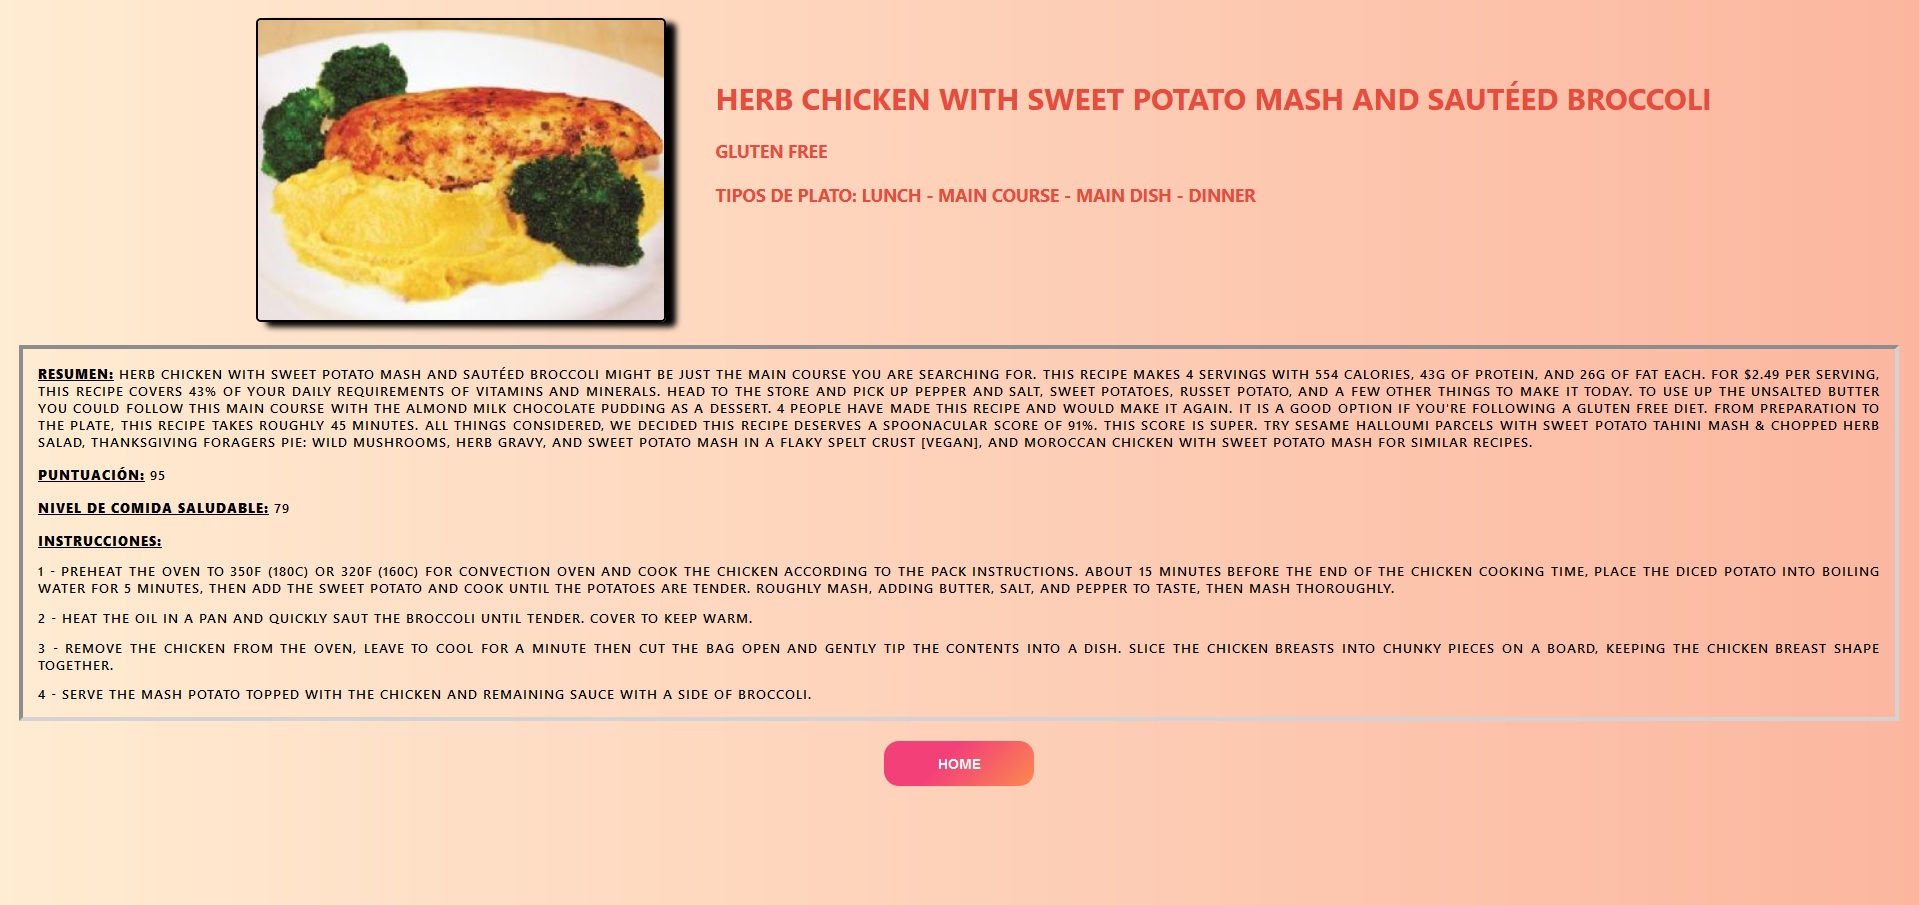 HERB CHICKEN WITH SWEET POTATO MASH AND SAUTÉED BROCCOLI
GLUTEN FREE
TIPOS DE PLATO: LUNCH - MAIN COURSE - MAIN DISH - DINNER
RESUMEN: HERB CHICKEN WITH SWEET POTATO MASH AND SAUTÉED BROCCOLI MIGHT BE JUST THE MAIN COURSE YOU ARE SEARCHING FOR. THIS RECIPE MAKES 4 SERVINGS WITH 554 CALORIES, 43G OF PROTEIN, AND 26G OF FAT EACH. FOR $2.49 PER SERVING,
THIS RECIPE COVERS 43% OF YOUR DAILY REQUIREMENTS OF VITAMINS AND MINERALS. HEAD TO THE STORE AND PICK UP PEPPER AND SALT, SWEET POTATOES, RUSSET POTATO, AND A FEW OTHER THINGS TO MAKE IT TODAY. TO USE UP THE UNSALTED BUTTER
YOU COULD FOLLOW THIS MAIN COURSE WITH THE ALMOND MILK CHOCOLATE PUDDING AS A DESSERT. 4 PEOPLE HAVE MADE THIS RECIPE AND WOULD MAKE IT AGAIN. IT IS A GOOD OPTION IF YOU'RE FOLLOWING A GLUTEN FREE DIET. FROM PREPARATION TO
THE PLATE, THIS RECIPE TAKES ROUGHLY 45 MINUTES. ALL THINGS CONSIDERED, WE DECIDED THIS RECIPE DESERVES A SPOONACULAR SCORE OF 91%. THIS SCORE IS SUPER. TRY SESAME HALLOUMI PARCELS WITH SWEET POTATO TAHINI MASH & CHOPPED HERB
SALAD, THANKSGIVING FORAGERS PIE: WILD MUSHROOMS, HERB GRAVY, AND SWEET POTATO MASH IN A FLAKY SPELT CRUST [VEGAN], AND MOROCCAN CHICKEN WITH SWEET POTATO MASH FOR SIMILAR RECIPES.
PUNTUACIÓN: 95
NIVEL DE COMIDA SALUDABLE: 79
INSTRUCCIONES:
1 - PREHEAT THE OVEN TO 350F (180C) OR 320F (160C) FOR CONVECTION OVEN AND COOK THE CHICKEN ACCORDING TO THE PACK INSTRUCTIONS. ABOUT 15 MINUTES BEFORE THE END OF THE CHICKEN COOKING TIME, PLACE THE DICED POTATO INTO BOILING
WATER FOR 5 MINUTES, THEN ADD THE SWEET POTATO AND COOK UNTIL THE POTATOES ARE TENDER. ROUGHLY MASH, ADDING BUTTER, SALT, AND PEPPER TO TASTE, THEN MASH THOROUGHLY.
2 - HEAT THE OIL IN A PAN AND QUICKLY SAUT THE BROCCOLI UNTIL TENDER. COVER TO KEEP WARM.
3 - REMOVE THE CHICKEN FROM THE OVEN, LEAVE TO COOL FOR A MINUTE THEN CUT THE BAG OPEN AND GENTLY TIP THE CONTENTS INTO A DISH. SLICE THE CHICKEN BREASTS INTO CHUNKY PIECES ON A BOARD, KEEPING THE CHICKEN BREAST SHAPE
TOGETHER.
4 - SERVE THE MASH POTATO TOPPED WITH THE CHICKEN AND REMAINING SAUCE WITH A SIDE OF BROCCOLI.
HOME